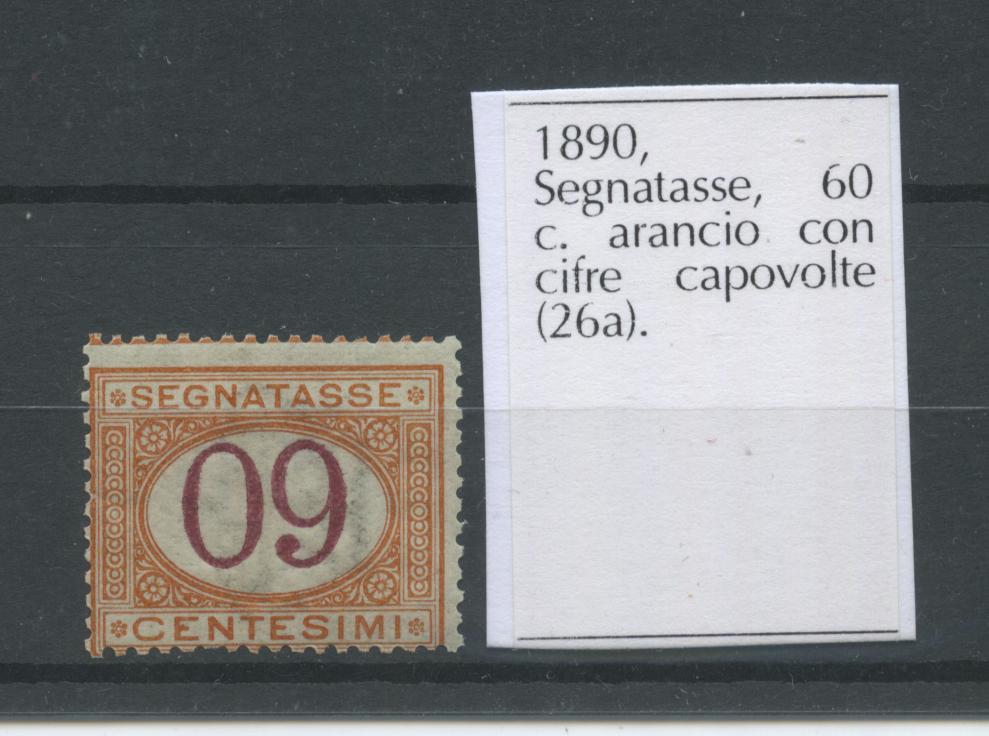 SEGNATASSE
09
CENTESIMI
1890,
Segnatasse, 60
c. arancio con
cifre capovolte
(26a).